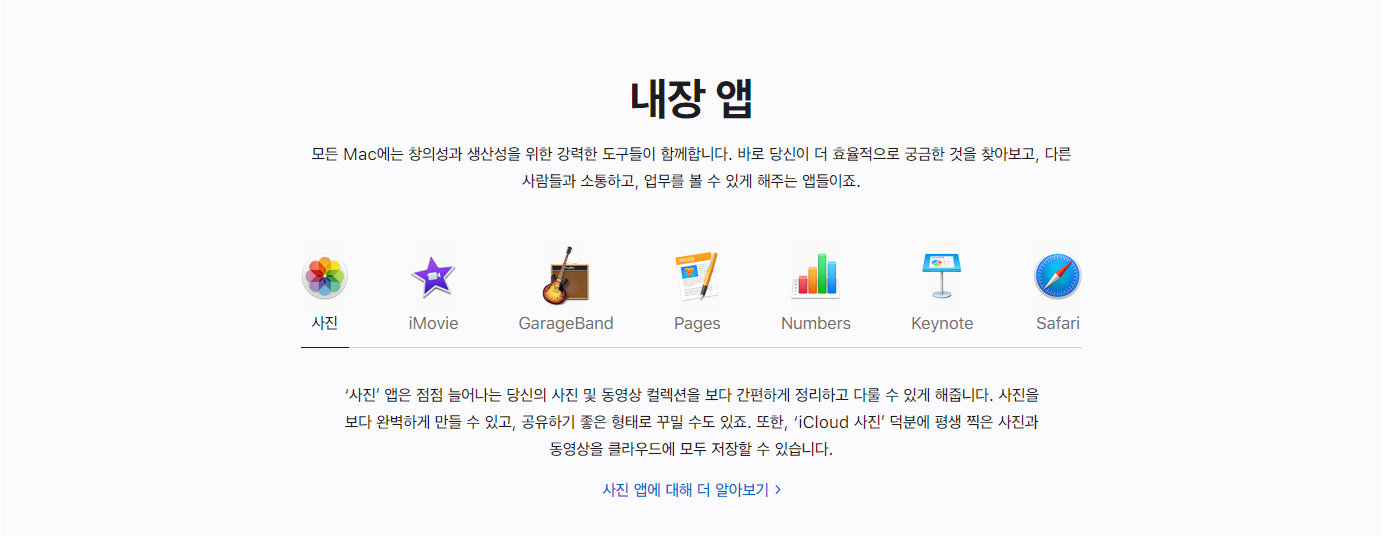 내장 앱
모든 Mac에는 창의성과 생산성을 위한 강력한 도구들이 함께합니다. 바로 당신이 더 효율적으로 궁금한 것을 찾아보고, 다른
사람들과 소통하고, 업무를 볼 수 있게 해주는 앱들이죠.
PAGES
사진
iMovie
GarageBand
Pages
Numbers
Keynote
Safari
‘사진’ 앱은 점점 늘어나는 당신의 사진 및 동영상 컬렉션을 보다 간편하게 정리하고 다룰 수 있게 해줍니다. 사진을
보다 완벽하게 만들 수 있고, 공유하기 좋은 형태로 꾸밀 수도 있죠. 또한, ‘iCloud 사진’ 덕분에 평생 찍은 사진과
동영상을 클라우드에 모두 저장할 수 있습니다.
사진 앱에 대해 더 알아보기 >